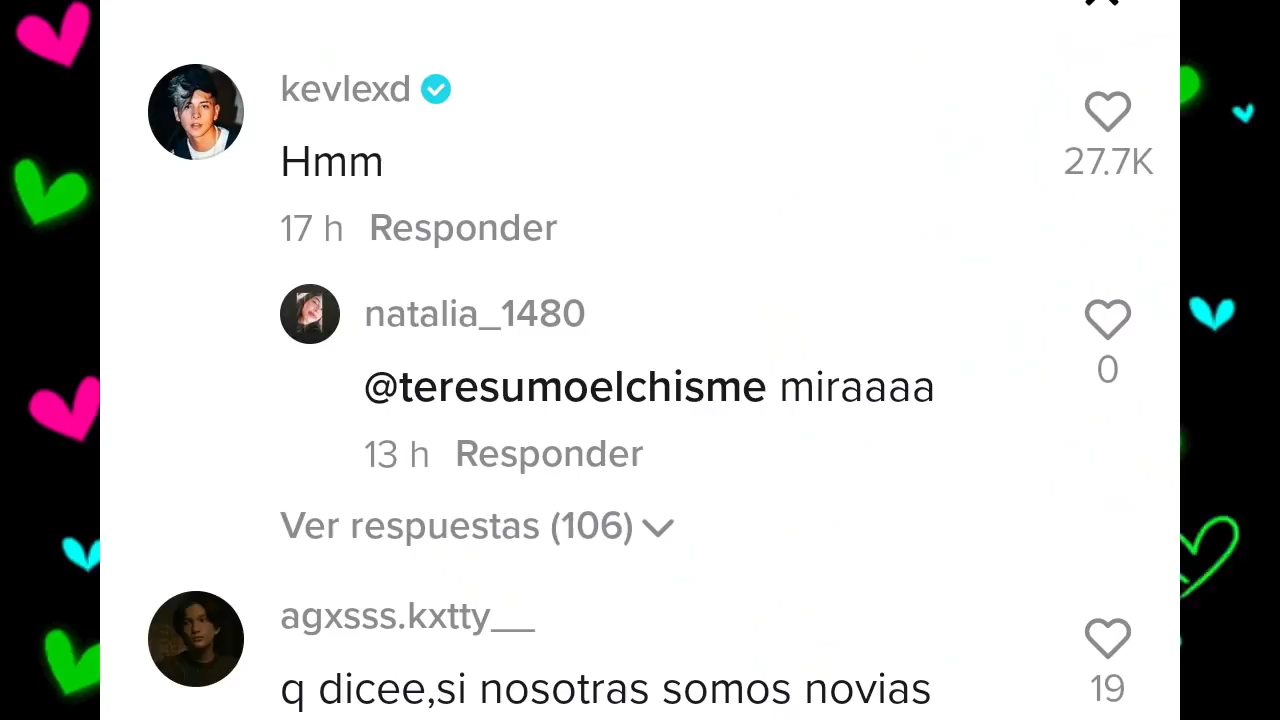 kevlexd
Hmm
27.7K
17 h Responder
natalia_1480
@teresumoelchisme miraaaa
0
13 h Responder
Ver respuestas (106)
agxsss.kxtty__
q dicee,si nosotras somos novias
19